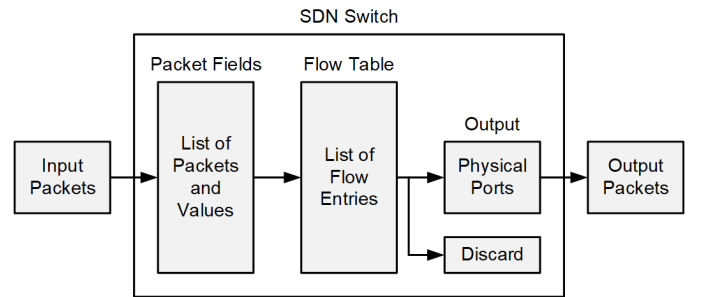 SDN Switch
Packet Fields
Flow Table
Output
Input
Packets
List of
Packets
and
Values
List of
Flow
Entries
Physical
Ports
Discard
Output
Packets